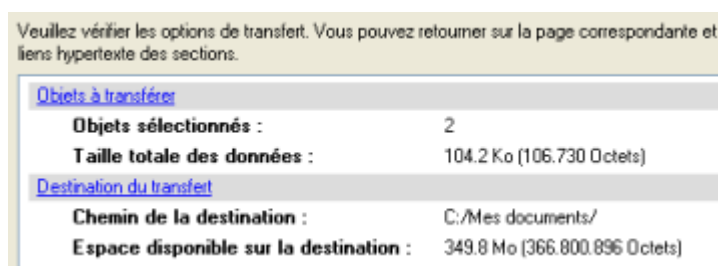 Veuillez vérifier les options de transfert. Vous pouvez retourner sur la page correspondante et
liens hypertexte des sections.
Objets à transférer
Objets sélectionnés : 2
Taille totale des données : 104.2 Ko (106.730 Octets)
Destination du transfert
Chemin de la destination : C:/Mes documents/
Espace disponible sur la destination : 349.8 Mo (366.800.896 Octets)